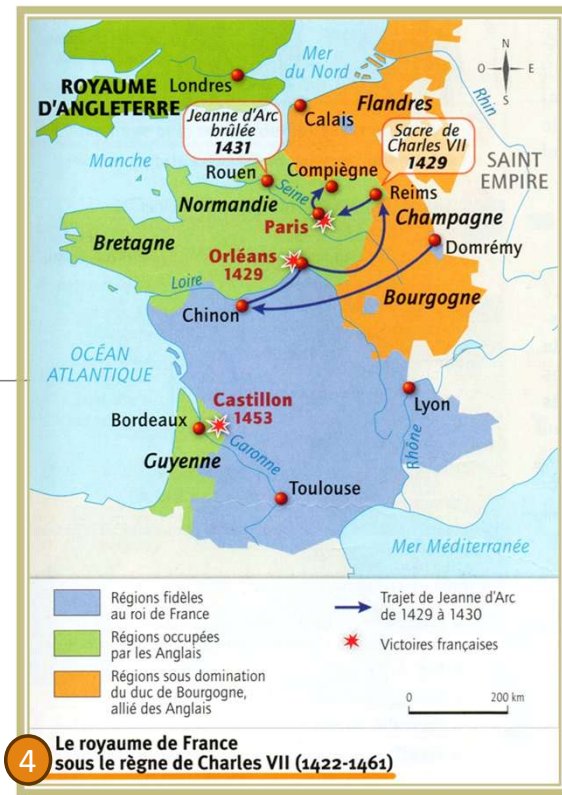 Mer
du Nord
N
O
E
S
Londres
ROYAUME
D'ANGLETERRE
Jeanne d'Arc
brûlée
1431
Calais
Flandres
Rhin
Sacre de
Charles VII
1429
SAINT
EMPIRE
Manche
Rouen
Compiègne
Seine
Reims
Normandie
Paris
Champagne
Bretagne
Orléans
1429
Domrémy
Loire
Chinon
Bourgogne
OCÉAN
ATLANTIQUE
Castillon
1453
Lyon
Bordeaux
Rhône
Guyenne
Garonne
Toulouse
Mer Méditerranée
Régions fidèles
au roi de France
Régions occupées
par les Anglais
Régions sous domination
du duc de Bourgogne,
allié des Anglais
Trajet de Jeanne d'Arc
de 1429 à 1430
Victoires françaises
0
200 km
4
Le royaume de France
sous le règne de Charles VII (1422-1461)